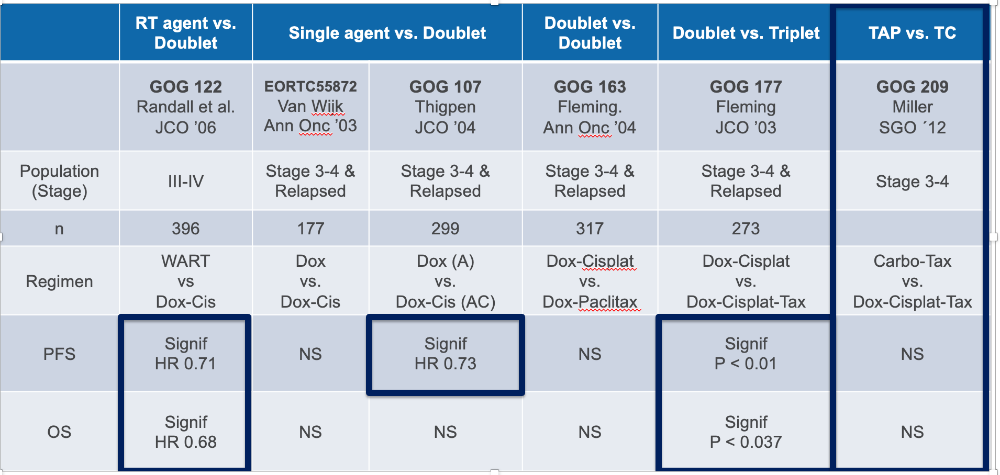 RT agent vs.
Doublet
Single agent vs. Doublet
Doublet vs.
Doublet
Doublet vs. Triplet
TAP vs. TC
GOG 122
Randall et al.
JCO ’06
EORTC55872
Van Wijk
Ann Onc ’03
GOG 107
Thigpen
JCO ’04
GOG 163
Fleming.
Ann Onc ’04
GOG 177
Fleming
JCO ’03
GOG 209
Miller
SGO ´12
Population
(Stage)
III-IV
Stage 3-4 &
Relapsed
Stage 3-4 &
Relapsed
Stage 3-4 &
Relapsed
Stage 3-4 &
Relapsed
Stage 3-4
n
396
177
299
317
273
Regimen
WART
vs
Dox-Cis
Dox
vs.
Dox-Cis
Dox (A)
vs.
Dox-Cis (AC)
Dox-Cisplat
vs.
Dox-Paclitax
Dox-Cisplat
vs.
Dox-Cisplat-Tax
Carbo-Tax
vs.
Dox-Cisplat-Tax
PFS
Signif
HR 0.71
NS
Signif
HR 0.73
NS
Signif
P < 0.01
NS
OS
Signif
HR 0.68
NS
NS
NS
Signif
P < 0.037
NS